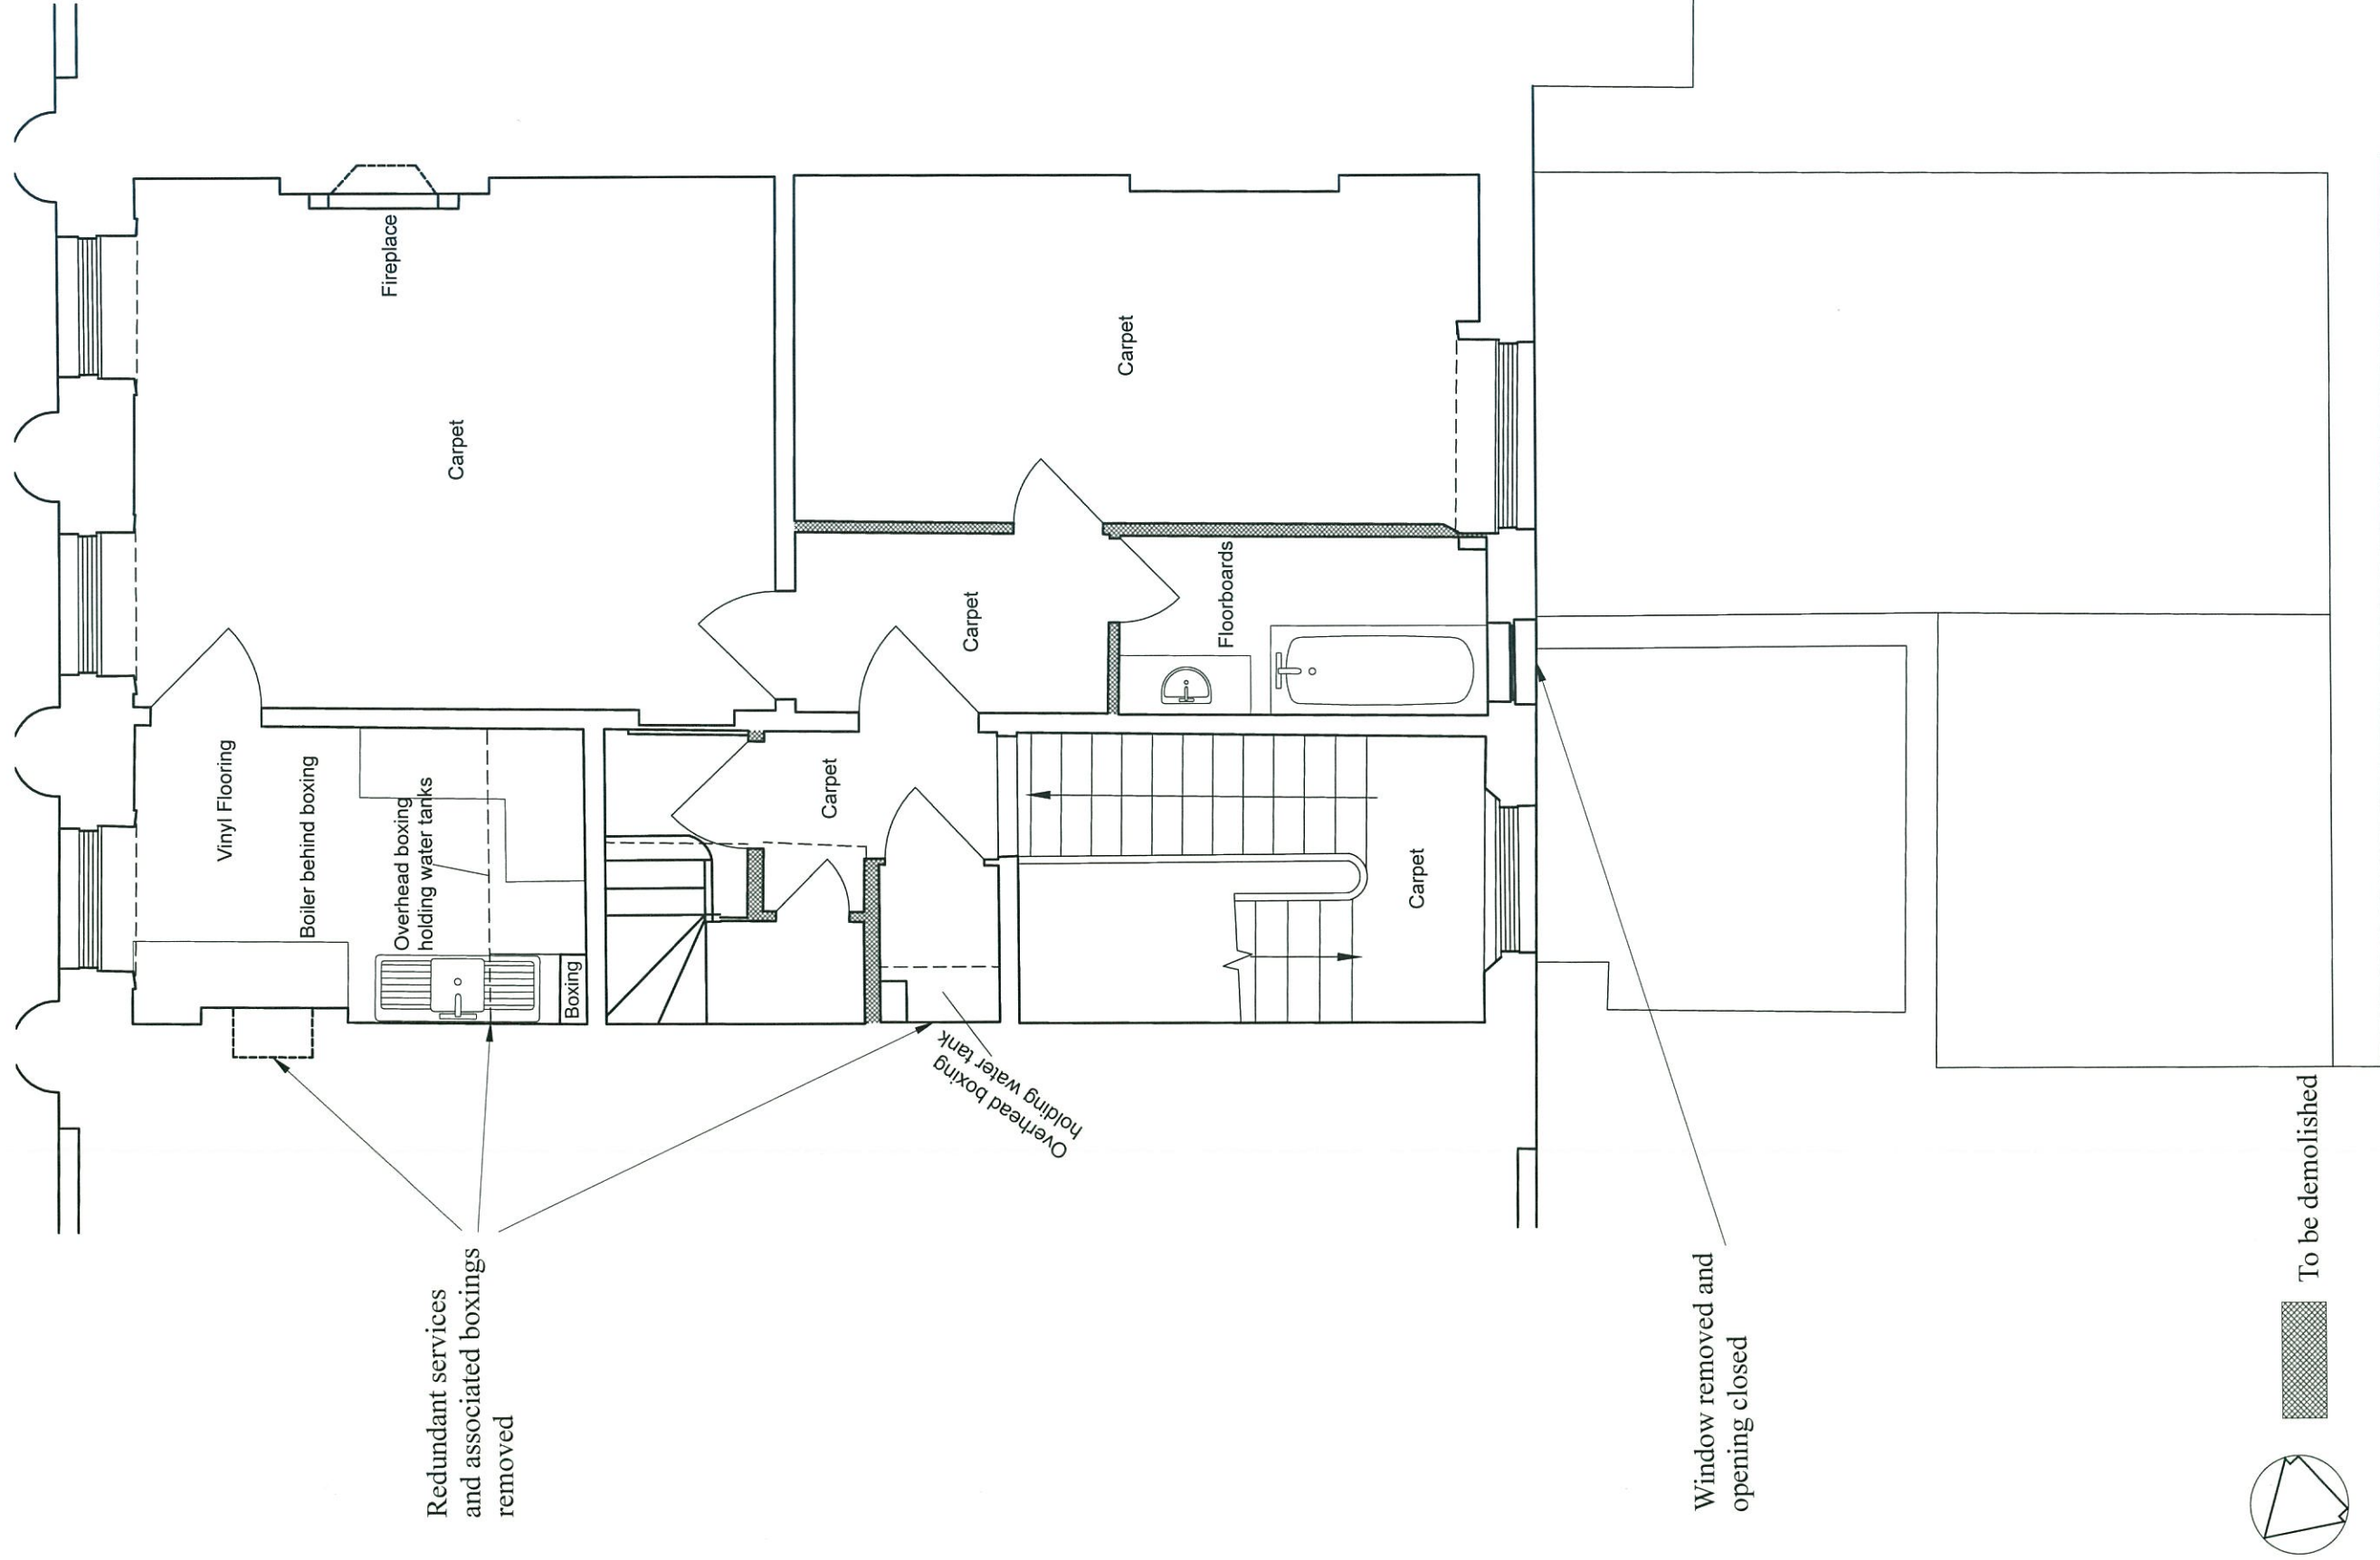 Fireplace
Carpet
Carpet
Vinyl Flooring
Boiler behind boxing
Overhead boxing
holding water tanks
Boxing
Carpet
Carpet
Floorboards
Carpet
Overhead boxing
holding water tank
Redundant services
and associated boxings
removed
Window removed and
opening closed
To be demolished